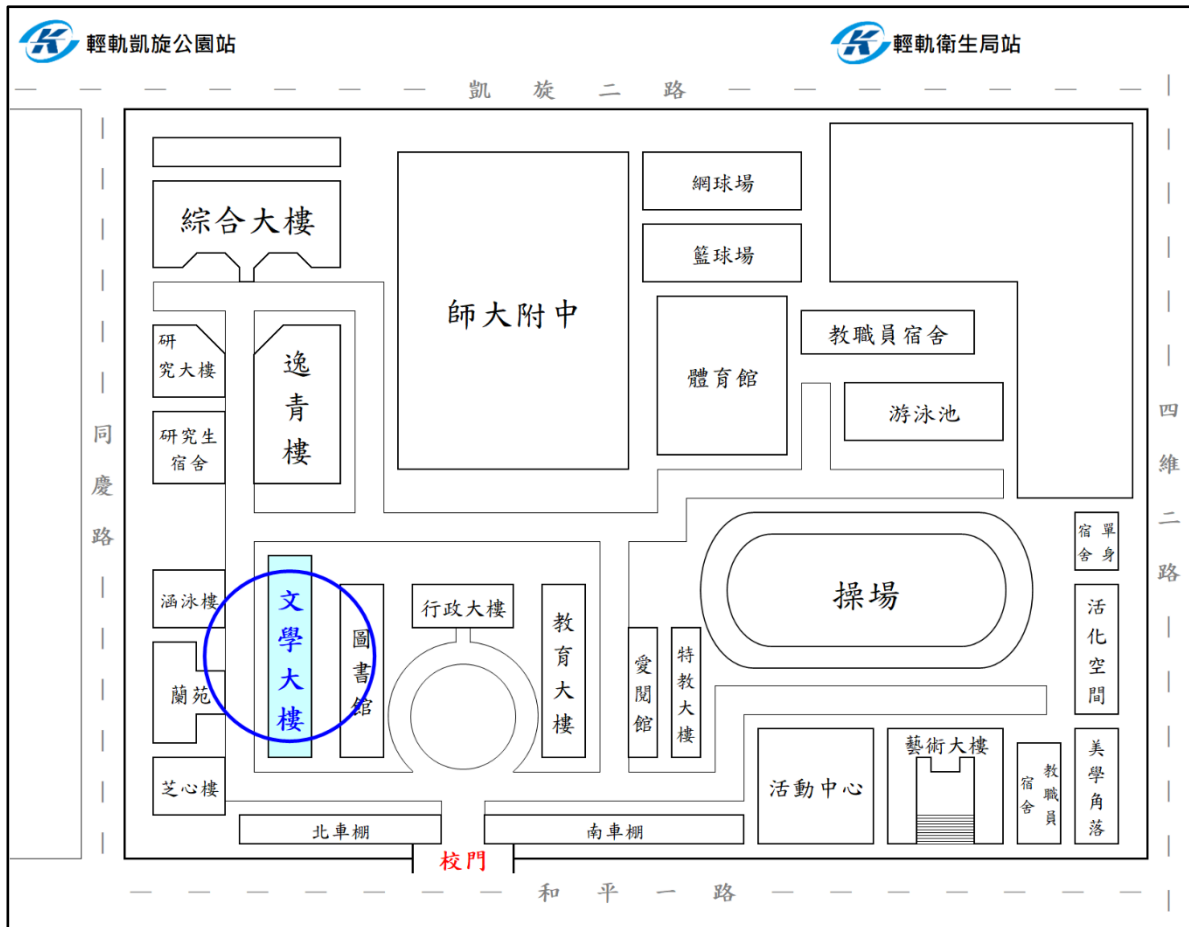 輕軌凱旋公園站
輕軌衛生局站
凱旋二路
同慶路
四維二路
綜合大樓
師大附中
網球場
籃球場
體育館
教職員宿舍
游泳池
研
究大樓
逸青樓
研究生
宿舍
單身
宿舍
涵泳樓
文學大樓
圖書館
行政大樓
教育大樓
愛閱館
特教大樓
操場
活化空間
蘭苑
芝心樓
北車棚
南車棚
活動中心
藝術大樓
教職員
宿舍
美學角落
校門
和平一路